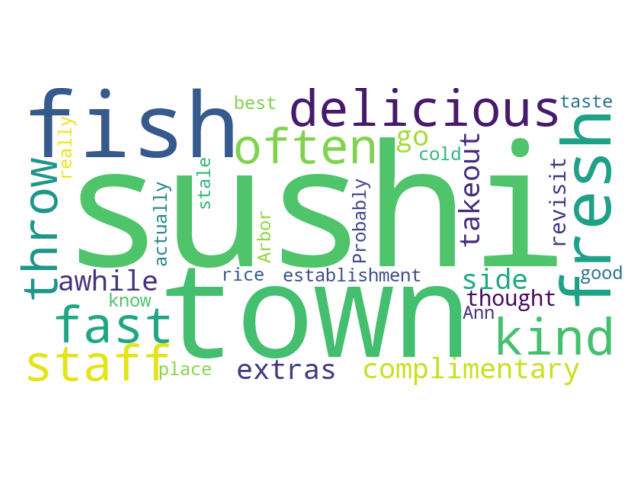 fish
best
delicious
taste
really
often
go
cold
fresh
throw
stale
sushi
takeout
revisit
actually
Arbor
Probably
awhile
rice
establishment
side
good
know
town
thought
fast
Ann
kind
staff
place
extras
complimentary